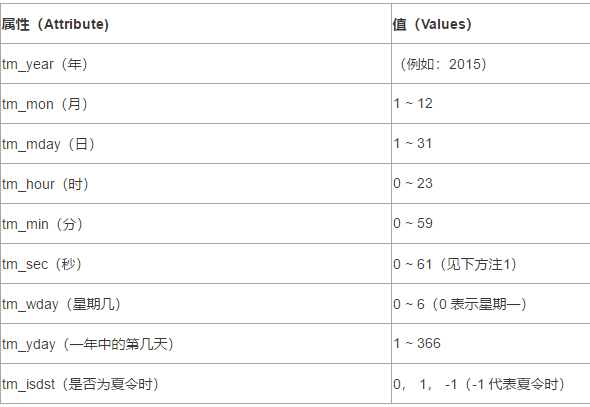 属性（Attribute) 值（Values）
tm_year（年） （例如：2015）
tm_mon（月） 1 ~ 12
tm_mday（日） 1 ~ 31
tm_hour（时） 0 ~ 23
tm_min（分） 0 ~ 59
tm_sec（秒） 0 ~ 61（见下方注1）
tm_wday（星期几） 0 ~ 6（0 表示星期一）
tm_yday（一年中的第几天） 1 ~ 366
tm_isdst（是否为夏令时） 0， 1， -1（-1 代表夏令时）